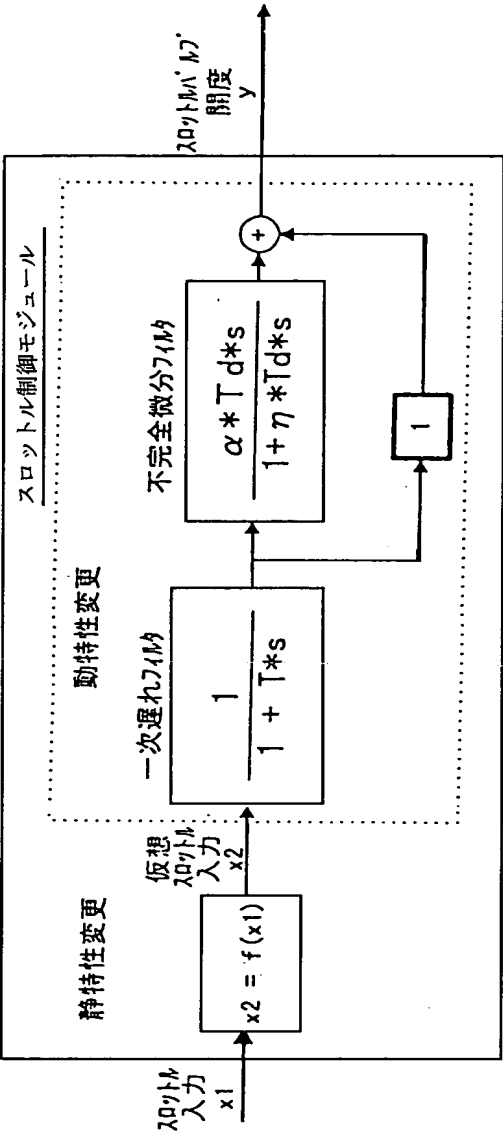 スロットル制御モジュール
静特性変更
動特性変更
スロットル
入力
x1
x2 = f(x1)
仮想
スロットル
入力
x2
一次遅れフィルタ
1
1 + T*s
不完全微分フィルタ
α*Td*s
1+η*Td*s
+
1
スロットルバルブ
開度
y